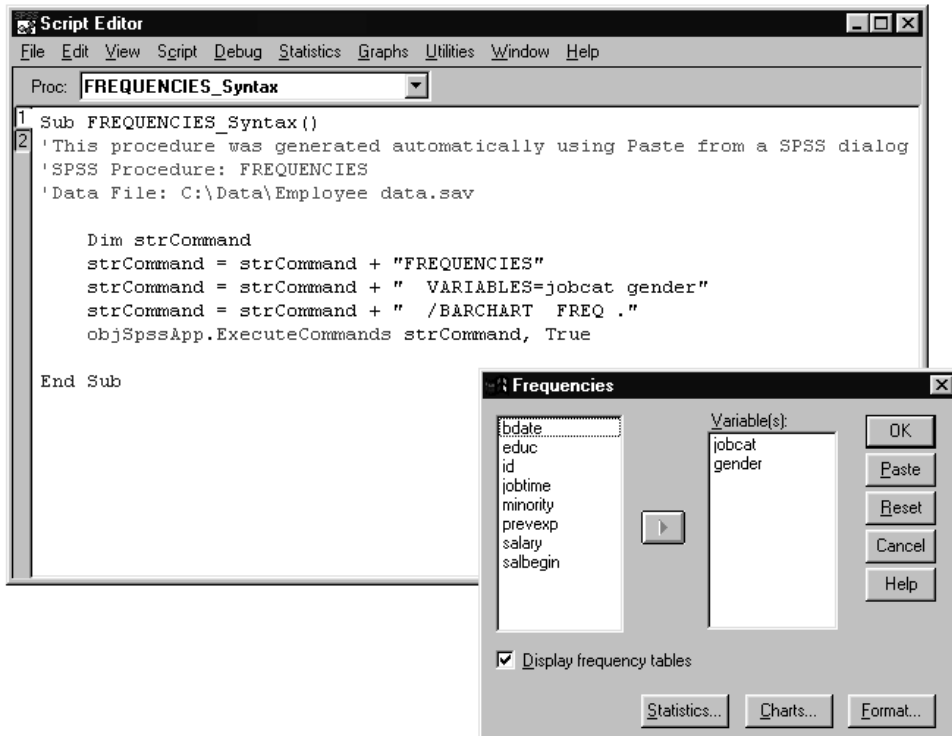 Script Editor
File Edit View Script Debug Statistics Graphs Utilities Window Help
Proc: FREQUENCIES_Syntax
1
2
Sub FREQUENCIES_Syntax()
'This procedure was generated automatically using Paste from a SPSS dialog
'SPSS Procedure: FREQUENCIES
'Data File: C:\Data\Employee data.sav
Dim strCommand
strCommand = strCommand + "FREQUENCIES"
strCommand = strCommand + "  VARIABLES=jobcat gender"
strCommand = strCommand + "  /BARCHART  FREQ ."
objSpssApp.ExecuteCommands strCommand, True
End Sub
Frequencies
bdate
educ
id
jobtime
minority
prevexp
salary
salbegin
Variable(s):
jobcat
gender
OK
Paste
Reset
Cancel
Help
Display frequency tables
Statistics... Charts... Format...